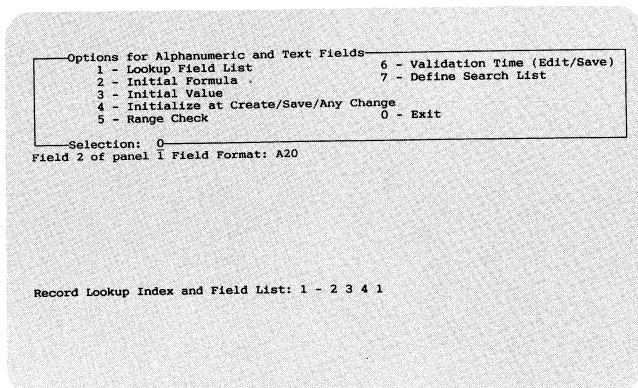 Options for Alphanumeric and Text Fields
1 - Lookup Field List
2 - Initial Formula
3 - Initial Value
4 - Initialize at Create/Save/Any Change
5 - Range Check
6 - Validation Time (Edit/Save)
7 - Define Search List
0 - Exit
Selection: 0
Field 2 of panel 1 Field Format: A20
Record Lookup Index and Field List: 1 - 2 3 4 1